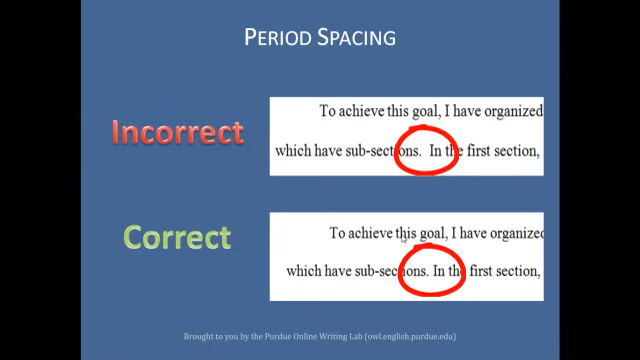 PERIOD SPACING
Incorrect
To achieve this goal, I have organized
which have sub-sections.  In the first section,
Correct
To achieve this goal, I have organized
which have sub-sections. In the first section,
Brought to you by the Purdue Online Writing Lab (owl.english.purdue.edu)